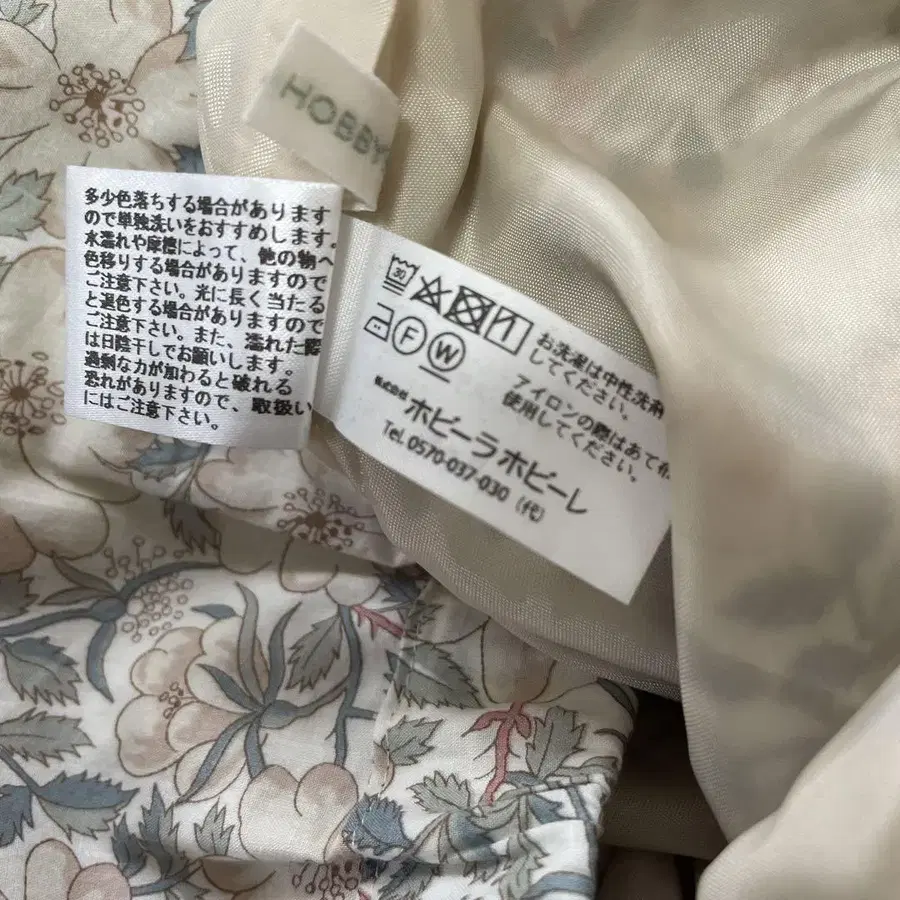 HOBBY
多少色落ちする場合があります
ので単独洗いをおすすめします。
水濡れや摩擦によって、他の物へ
色移りする場合がありますので
ご注意下さい。光に長く当たる
と退色する場合がありますので
ご注意下さい。また、濡れた際
は日陰干しでお願いします。
過剰な力が加わると破れる
恐れがありますので、取扱い
にはご注意下さい。
30
お洗濯は中性洗剤
してください。
F W
アイロンの際はあて布
使用してください。
株式会社 ホビーラホビーレ
Tel.0570-037-030 (代)